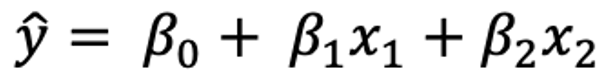 ŷ = β₀ + β₁x₁ + β₂x₂